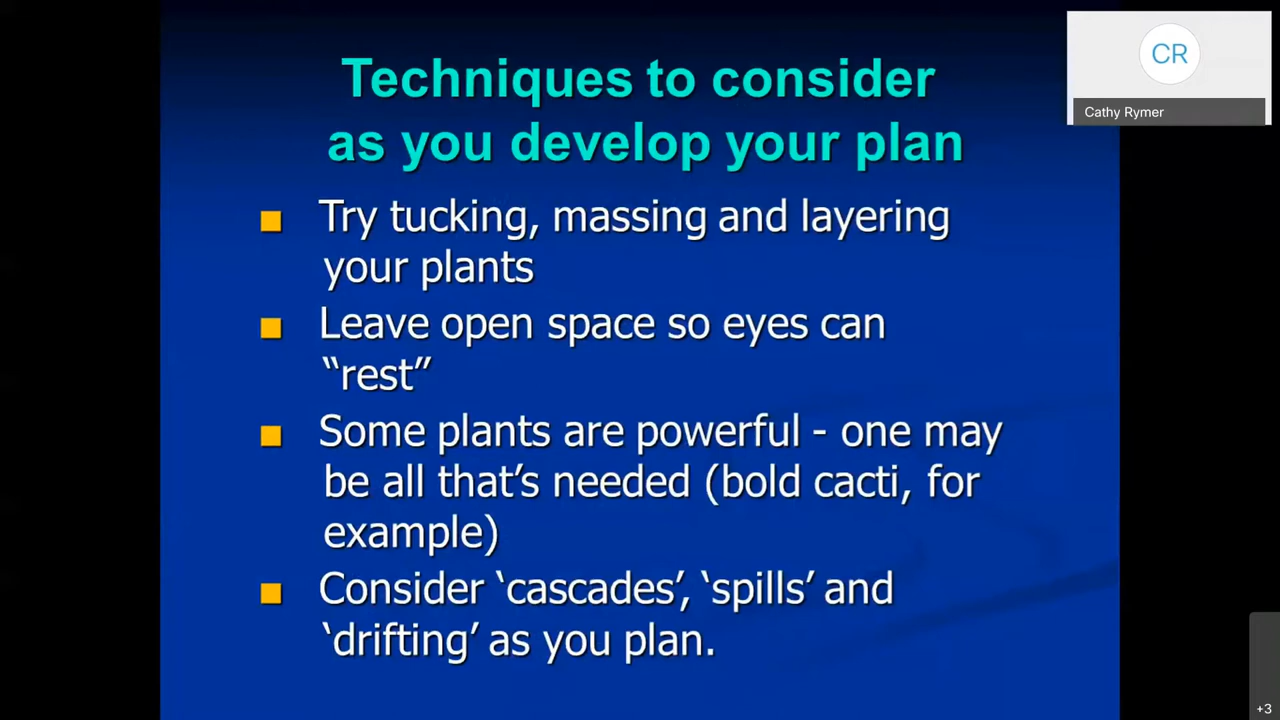 Techniques to consider
as you develop your plan
Try tucking, massing and layering
your plants
Leave open space so eyes can
“rest”
Some plants are powerful - one may
be all that’s needed (bold cacti, for
example)
Consider ‘cascades’, ‘spills’ and
‘drifting’ as you plan.
CR
Cathy Rymer
+3